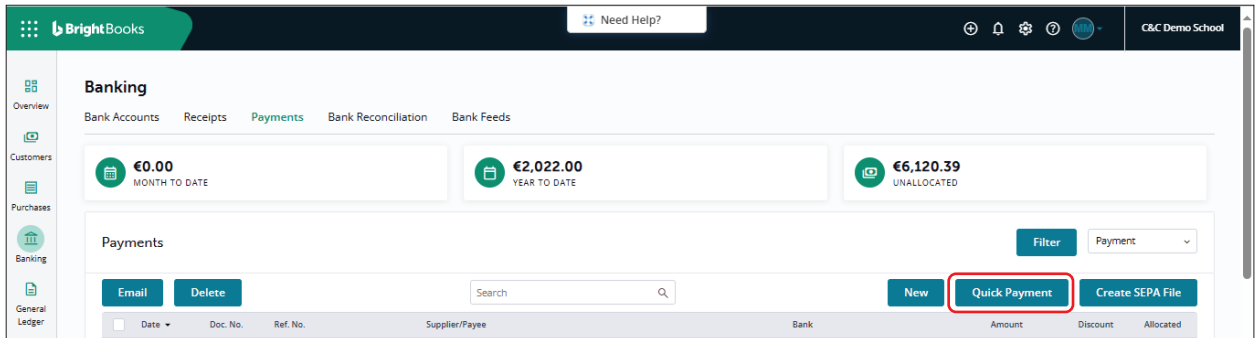 BrightBooks
Need Help?
MM
C&C Demo School
Overview
Customers
Purchases
Banking
General
Ledger
Banking
Bank Accounts Receipts Payments Bank Reconciliation Bank Feeds
€0.00 €2,022.00 €6,120.39
MONTH TO DATE YEAR TO DATE UNALLOCATED
Payments Filter Payment
Email Delete Search New Quick Payment Create SEPA File
Date Doc. No. Ref. No. Supplier/Payee Bank Amount Discount Allocated